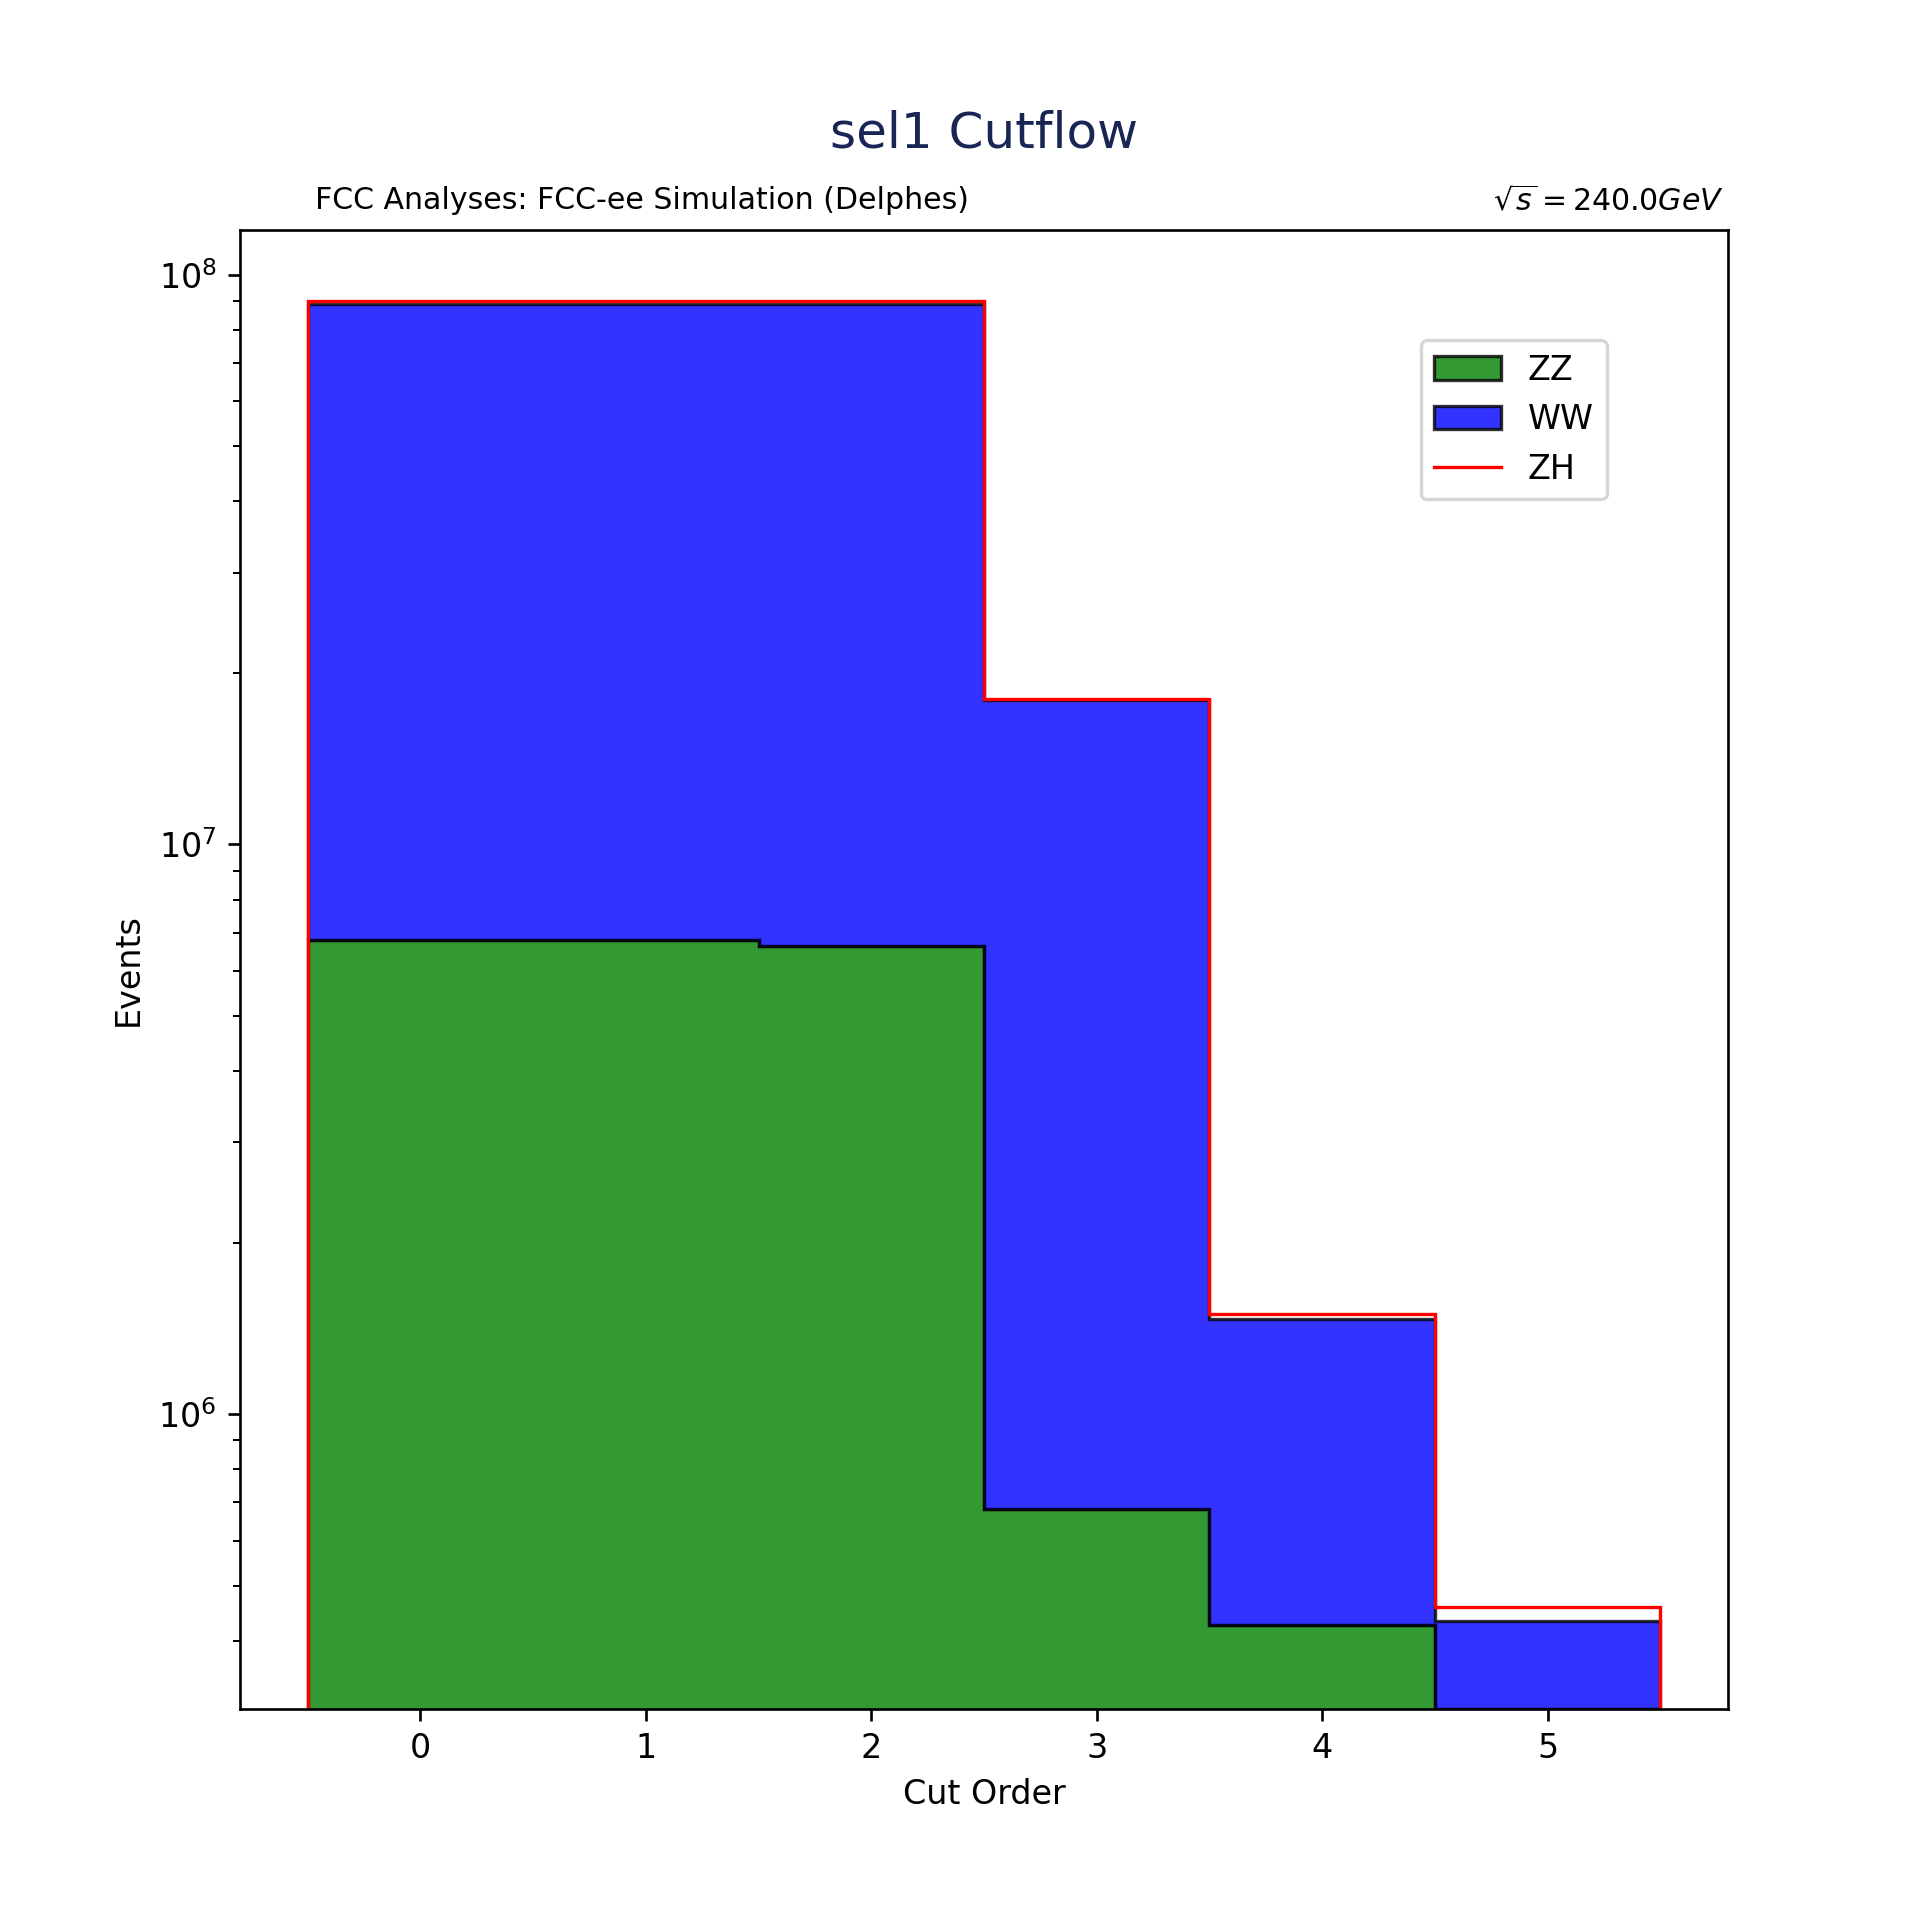 sel1 Cutflow
FCC Analyses: FCC-ee Simulation (Delphes)
√s = 240.0GeV
10⁸
10⁷
10⁶
Events
ZZ
WW
ZH
0 1 2 3 4 5
Cut Order